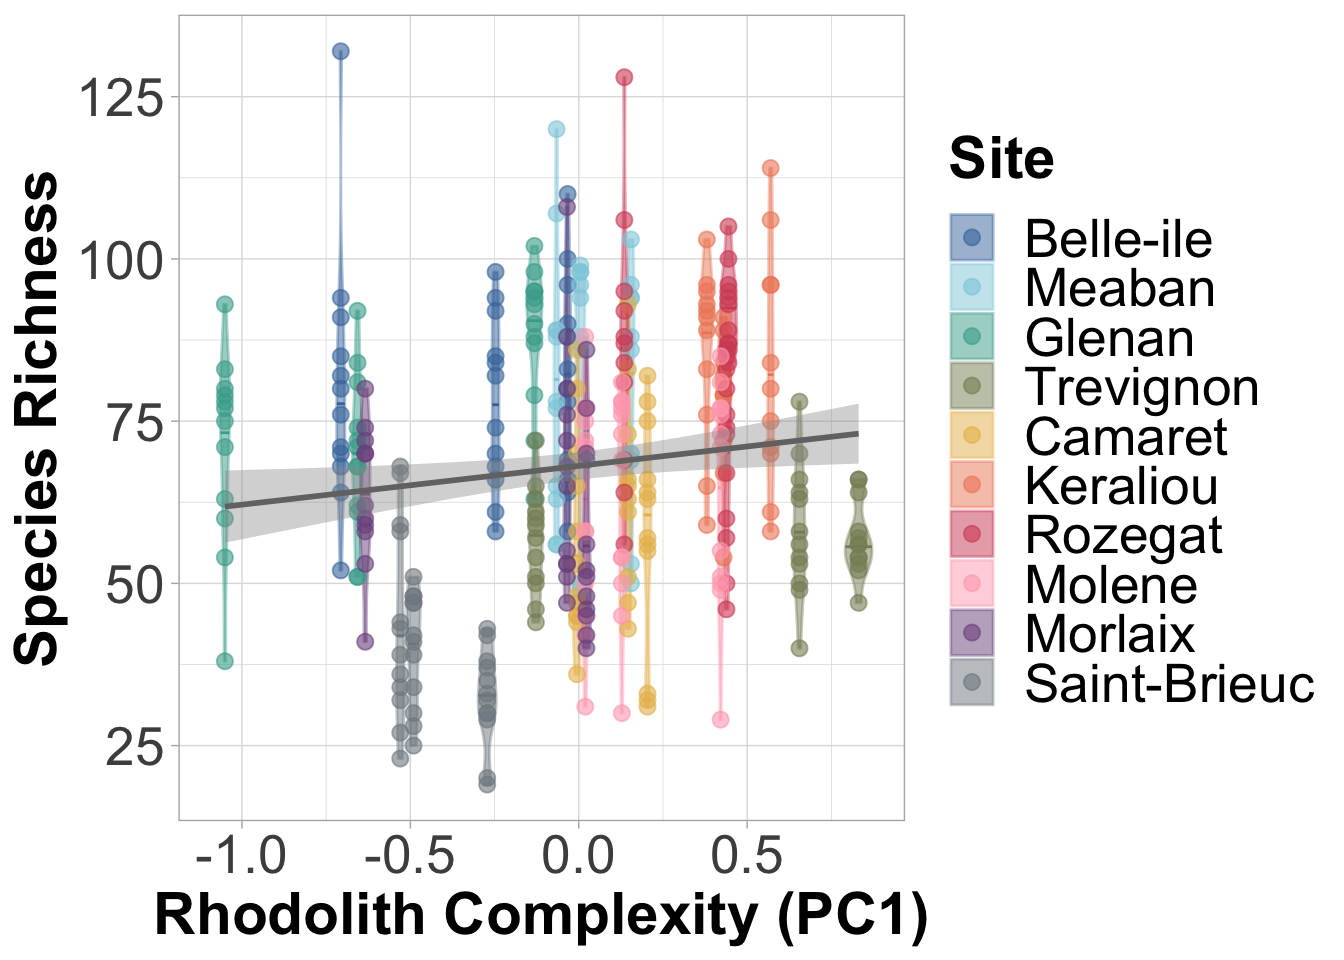 125
100
75
50
25
Species Richness
-1.0 -0.5 0.0 0.5
Rhodolith Complexity (PC1)
Site
Belle-ile
Meaban
Glenan
Trevignon
Camaret
Keraliou
Rozegat
Molene
Morlaix
Saint-Brieuc